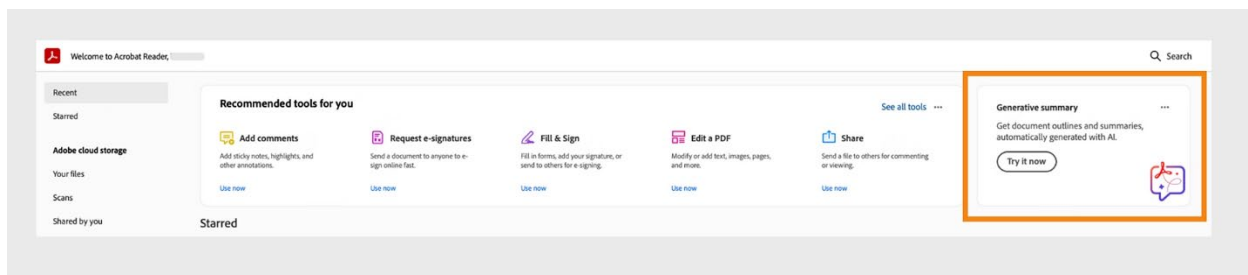 Welcome to Acrobat Reader,
Search
Recent
Starred
Adobe cloud storage
Your files
Scans
Shared by you
Recommended tools for you
See all tools
Add comments
Add sticky notes, highlights, and
other annotations.
Use now
Request e-signatures
Send a document to anyone to e-
sign online fast.
Use now
Fill & Sign
Fill in forms, add your signature, or
send to others for e-signing.
Use now
Edit a PDF
Modify or add text, images, pages,
and more.
Use now
Share
Send a file to others for commenting
or viewing.
Use now
Generative summary
Get document outlines and summaries,
automatically generated with AI.
Try it now
Starred